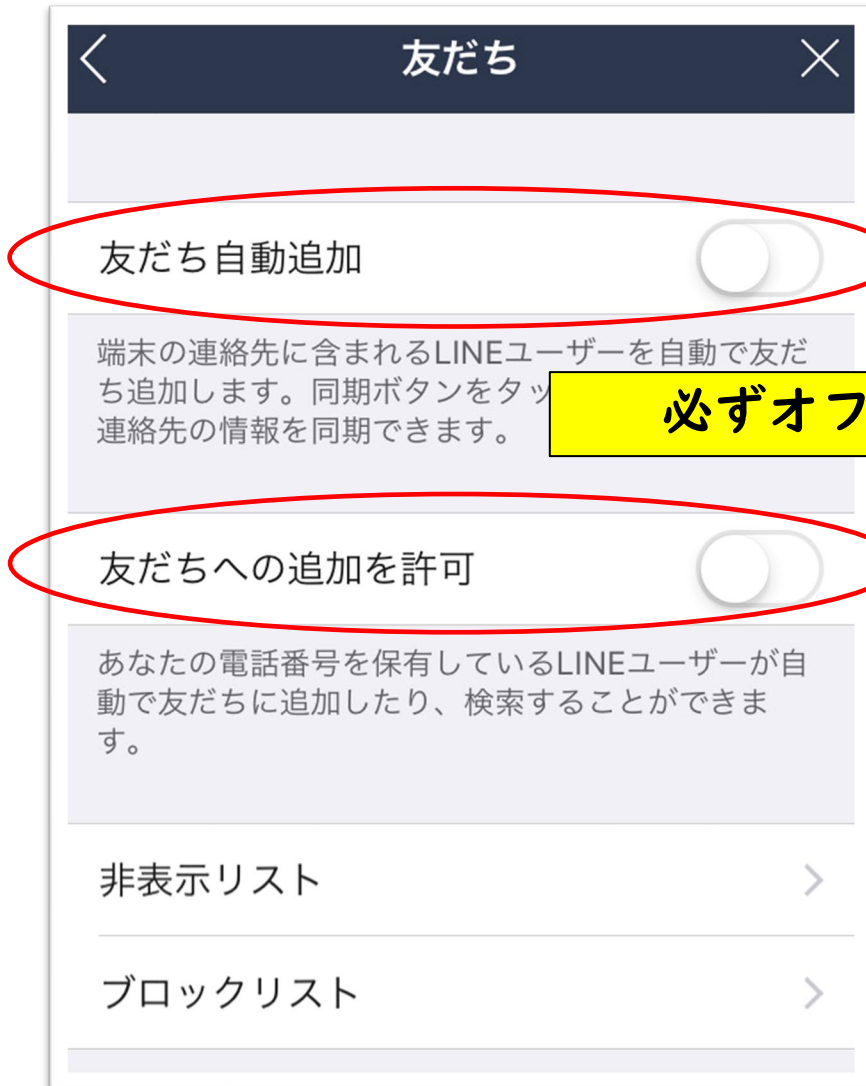 友だち
友だち自動追加
端末の連絡先に含まれるLINEユーザーを自動で友だ
ち追加します。同期ボタンをタッ
必ずオフ
連絡先の情報を同期できます。
友だちへの追加を許可
あなたの電話番号を保有しているLINEユーザーが自
動で友だちに追加したり、検索することができま
す。
非表示リスト
ブロックリスト